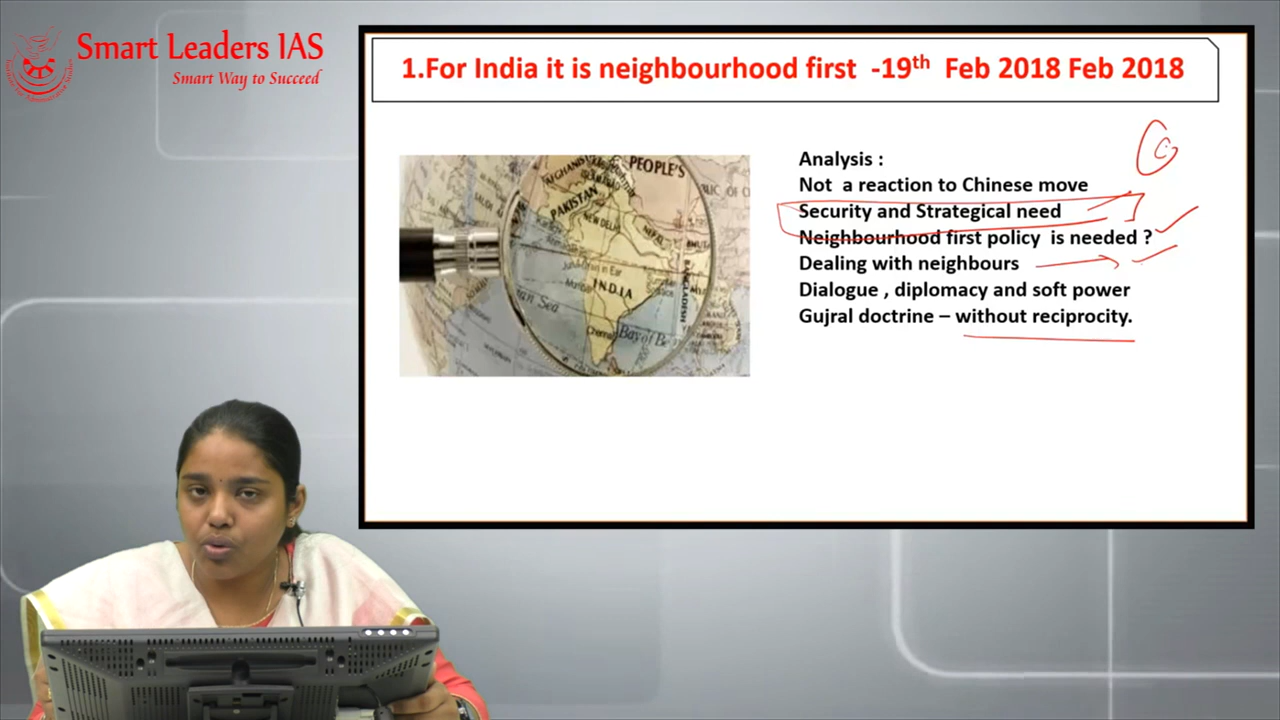 Smart Leaders IAS
Smart Way to Succeed
1.For India it is neighbourhood first -19th Feb 2018 Feb 2018
Analysis :
Not a reaction to Chinese move
Security and Strategical need
Neighbourhood first policy is needed ?
Dealing with neighbours
Dialogue , diplomacy and soft power
Gujral doctrine – without reciprocity.
PEOPLE'S
PAKISTAN
NEW DELHI
INDIA
BANGLADESH
Chennai